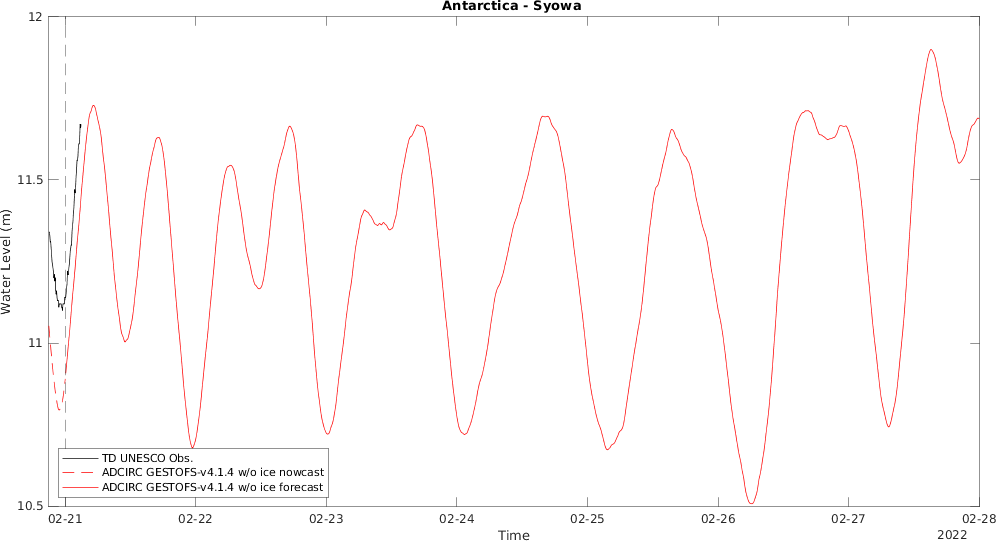 Antarctica - Syowa
12
11.5
11
10.5
Water Level (m)
TD UNESCO Obs.
ADCIRC GESTOFS-v4.1.4 w/o ice nowcast
ADCIRC GESTOFS-v4.1.4 w/o ice forecast
02-21 02-22 02-23 02-24 02-25 02-26 02-27 02-28
Time
2022